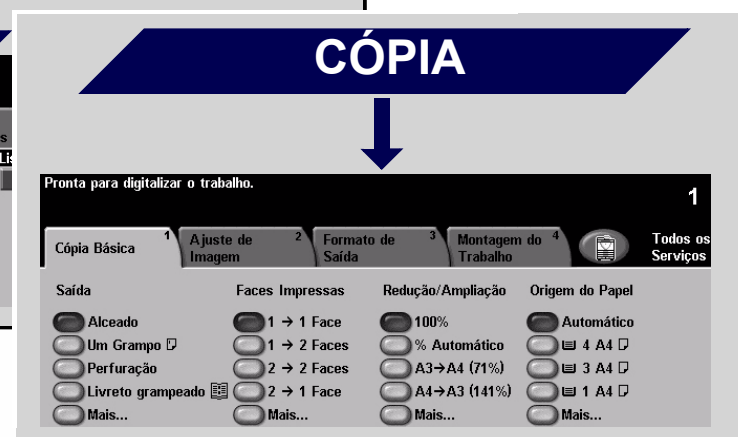 CÓPIA
Pronta para digitalizar o trabalho.
1
Cópia Básica 1
Ajuste de Imagem 2
Formato de Saída 3
Montagem do Trabalho 4
Todos os Serviços
Saída Faces Impressas Redução/Ampliação Origem do Papel
Alceado 1 → 1 Face 100% Automático
Um Grampo 1 → 2 Faces % Automático 4 A4
Perfuração 2 → 2 Faces A3→A4 (71%) 3 A4
Livreto grampeado 2 → 1 Face A4→A3 (141%) 1 A4
Mais... Mais... Mais... Mais...